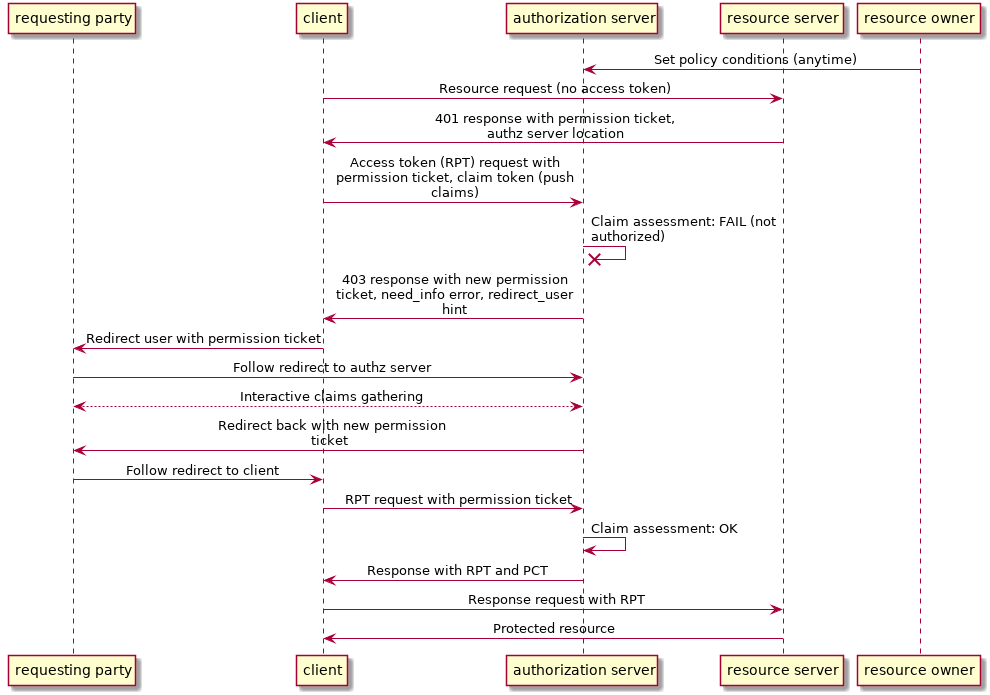 requesting party
client
authorization server
resource server
resource owner
Set policy conditions (anytime)
Resource request (no access token)
401 response with permission ticket,
authz server location
Access token (RPT) request with
permission ticket, claim token (push
claims)
Claim assessment: FAIL (not
authorized)
403 response with new permission
ticket, need_info error, redirect_user
hint
Redirect user with permission ticket
Follow redirect to authz server
Interactive claims gathering
Redirect back with new permission
ticket
Follow redirect to client
RPT request with permission ticket
Claim assessment: OK
Response with RPT and PCT
Response request with RPT
Protected resource
requesting party
client
authorization server
resource server
resource owner